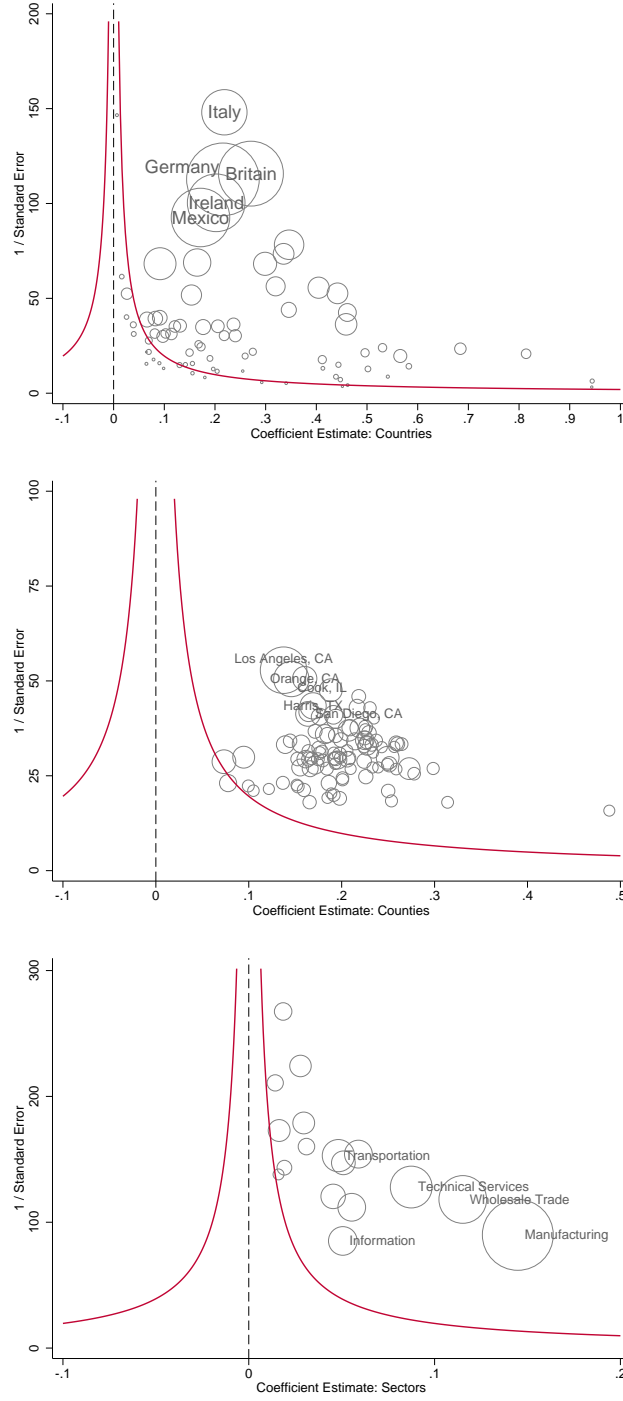 200
150
100
50
0
1 / Standard Error
Italy
Germany
Britain
Ireland
Mexico
-.1 0 .1 .2 .3 .4 .5 .6 .7 .8 .9 1
Coefficient Estimate: Countries
100
75
50
25
0
1 / Standard Error
Los Angeles, CA
Orange, CA
Cook, IL
Harris, TX
San Diego, CA
-.1 0 .1 .2 .3 .4 .5
Coefficient Estimate: Counties
300
200
100
0
1 / Standard Error
Transportation
Technical Services
Wholesale Trade
Manufacturing
Information
-.1 0 .1 .2
Coefficient Estimate: Sectors